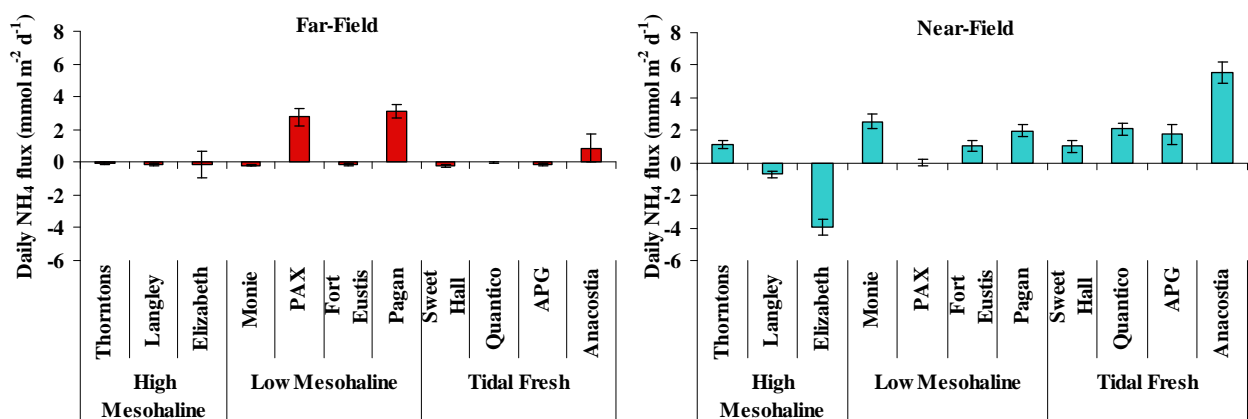 Far-Field
Daily NH₄ flux (mmol m⁻² d⁻¹)
8
6
4
2
0
-2
-4
-6
Thorntons
Langley
Elizabeth
Monie
PAX
Fort
Eustis
Pagan
Sweet
Hall
Quantico
APG
Anacostia
High
Mesohaline
Low Mesohaline
Tidal Fresh
Near-Field
Daily NH₄ flux (mmol m⁻² d⁻¹)
8
6
4
2
0
-2
-4
-6
Thorntons
Langley
Elizabeth
Monie
PAX
Fort
Eustis
Pagan
Sweet
Hall
Quantico
APG
Anacostia
High
Mesohaline
Low Mesohaline
Tidal Fresh